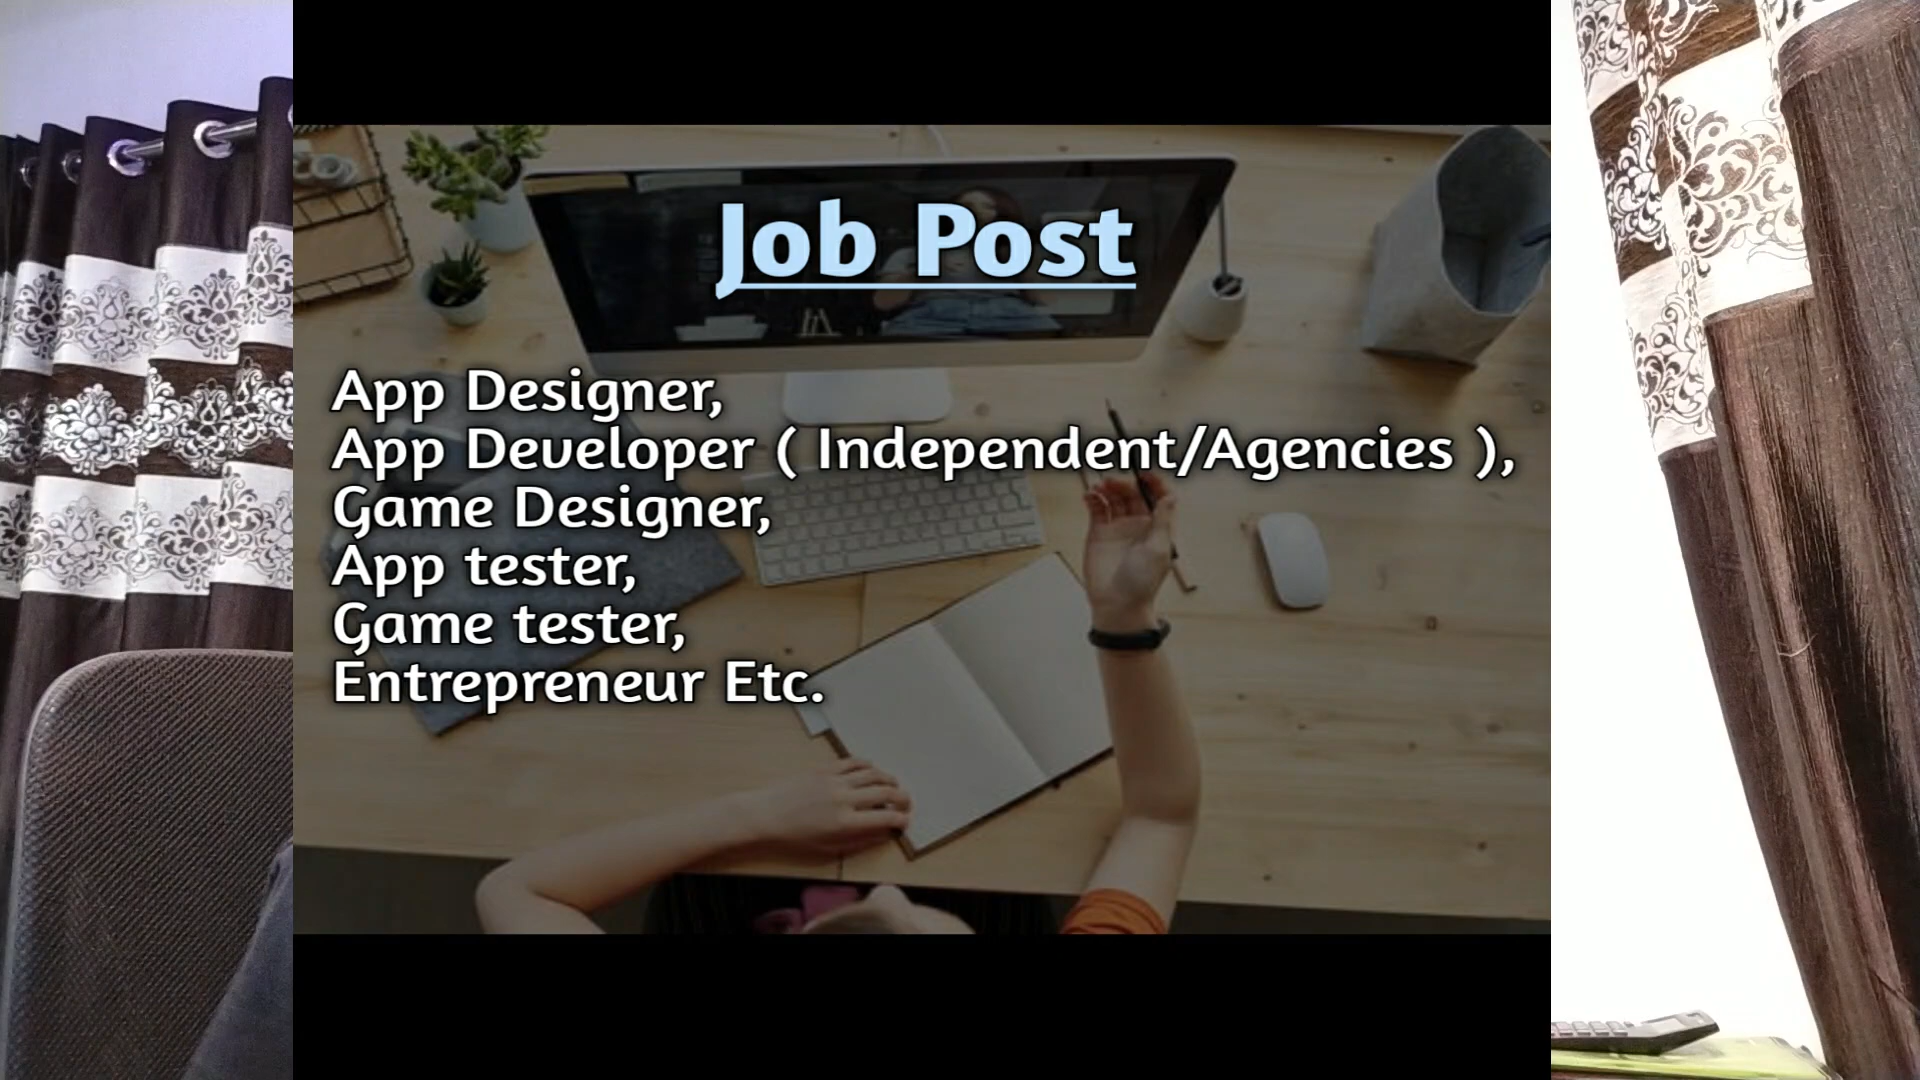 Job Post
App Designer,
App Developer ( Independent/Agencies ),
Game Designer,
App tester,
Game tester,
Entrepreneur Etc.